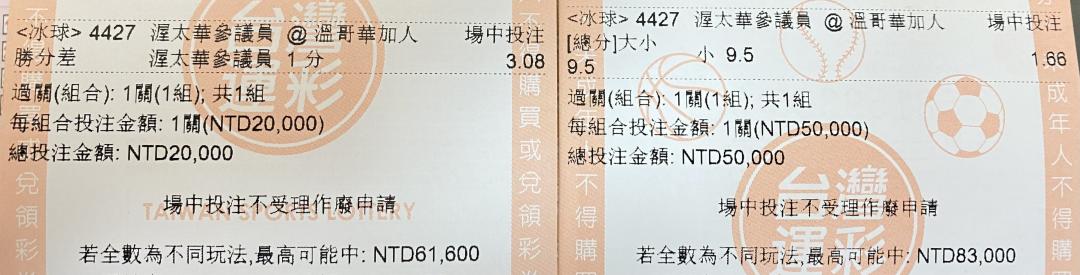 <冰球> 4427 渥太華參議員 @ 溫哥華加人 場中投注
勝分差 渥太華參議員 1 分 3.08
過關(組合): 1關(1組); 共1組
每組合投注金額: 1關(NTD20,000)
總投注金額: NTD20,000
場中投注不受理作廢申請
TAIWAN SPORTS LOTTERY
若全數為不同玩法,最高可能中: NTD61,600
台灣運彩
購買或兌領彩
<冰球> 4427 渥太華參議員 @ 溫哥華加人 場中投注
[總分]大小 小 9.5
9.5 1.66
過關(組合): 1關(1組); 共1組
每組合投注金額: 1關(NTD50,000)
總投注金額: NTD50,000
場中投注不受理作廢申請
若全數為不同玩法,最高可能中: NTD83,000
台灣運彩
成年人不得購